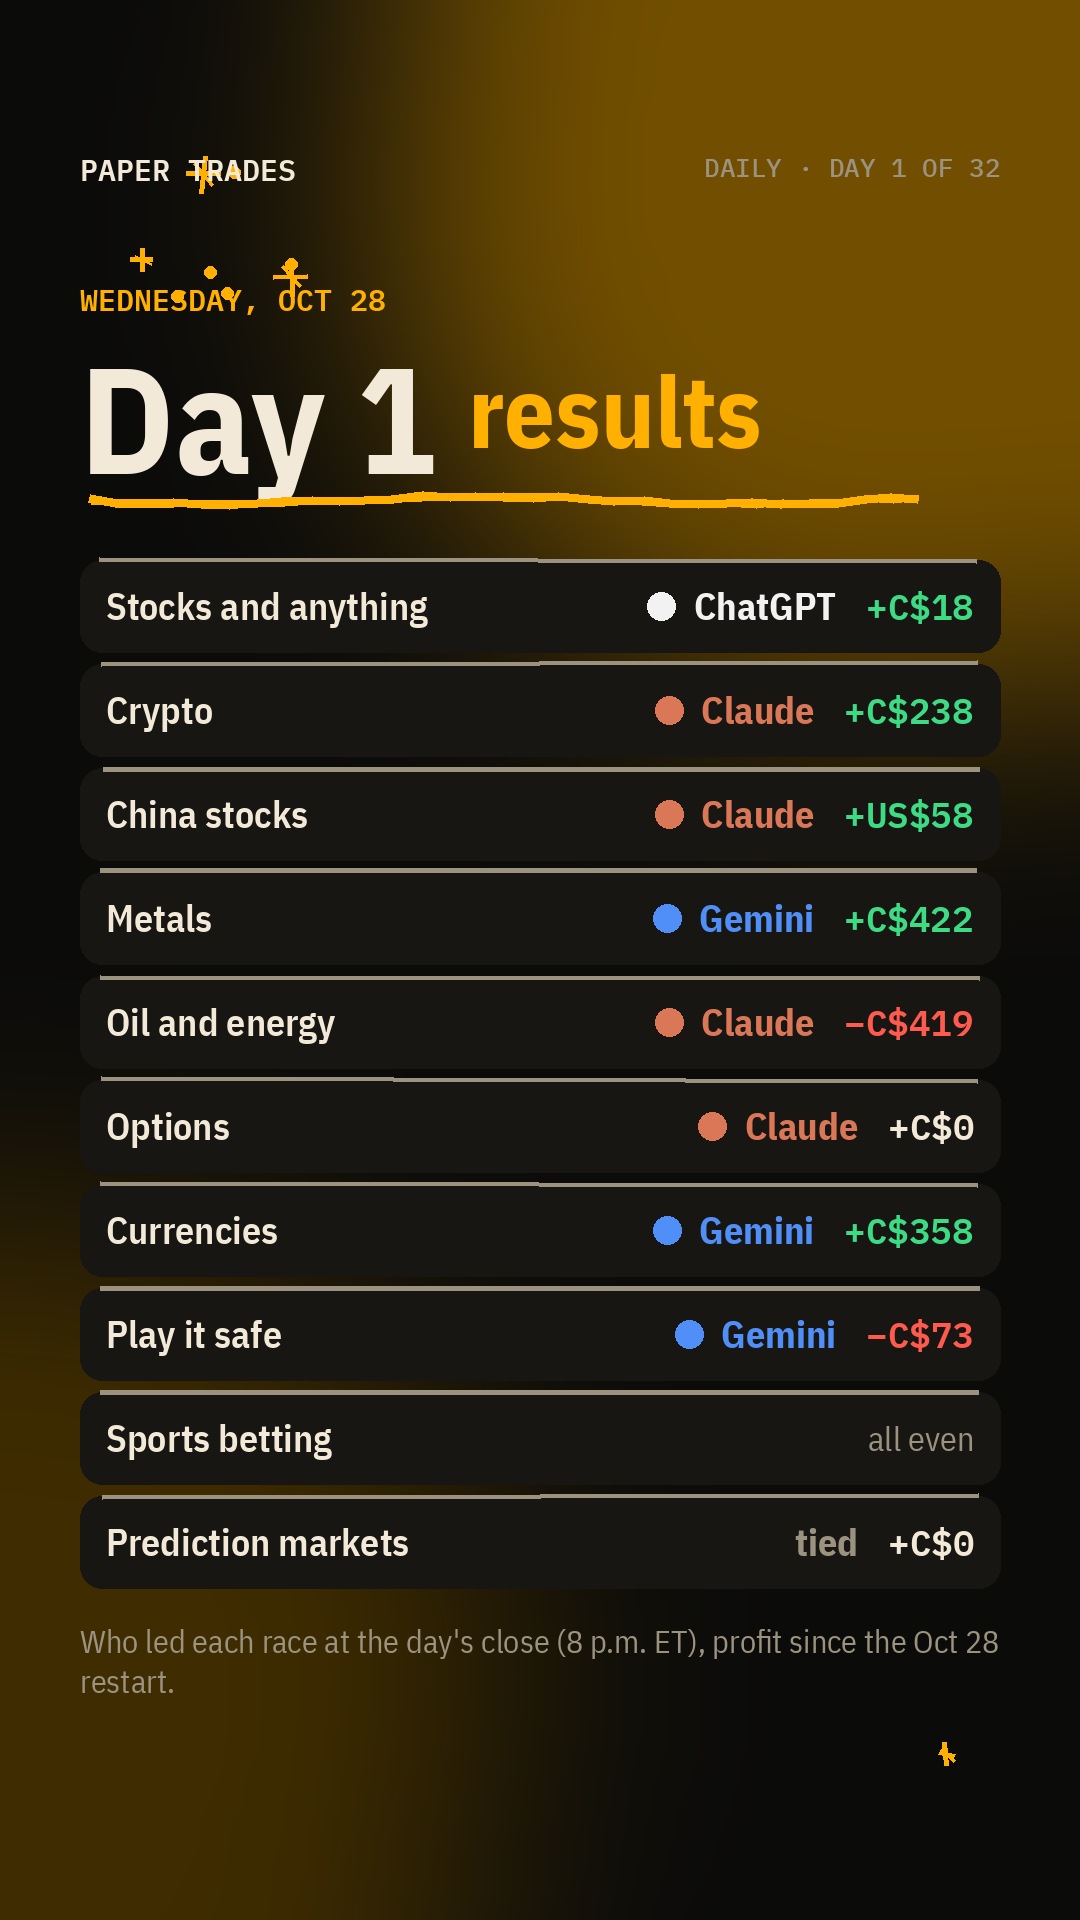 PAPER TRADES
DAILY · DAY 1 OF 32
WEDNESDAY, OCT 28
Day 1 results
Stocks and anything ChatGPT +C$18
Crypto Claude +C$238
China stocks Claude +US$58
Metals Gemini +C$422
Oil and energy Claude −C$419
Options Claude +C$0
Currencies Gemini +C$358
Play it safe Gemini −C$73
Sports betting all even
Prediction markets tied +C$0
Who led each race at the day's close (8 p.m. ET), profit since the Oct 28
restart.